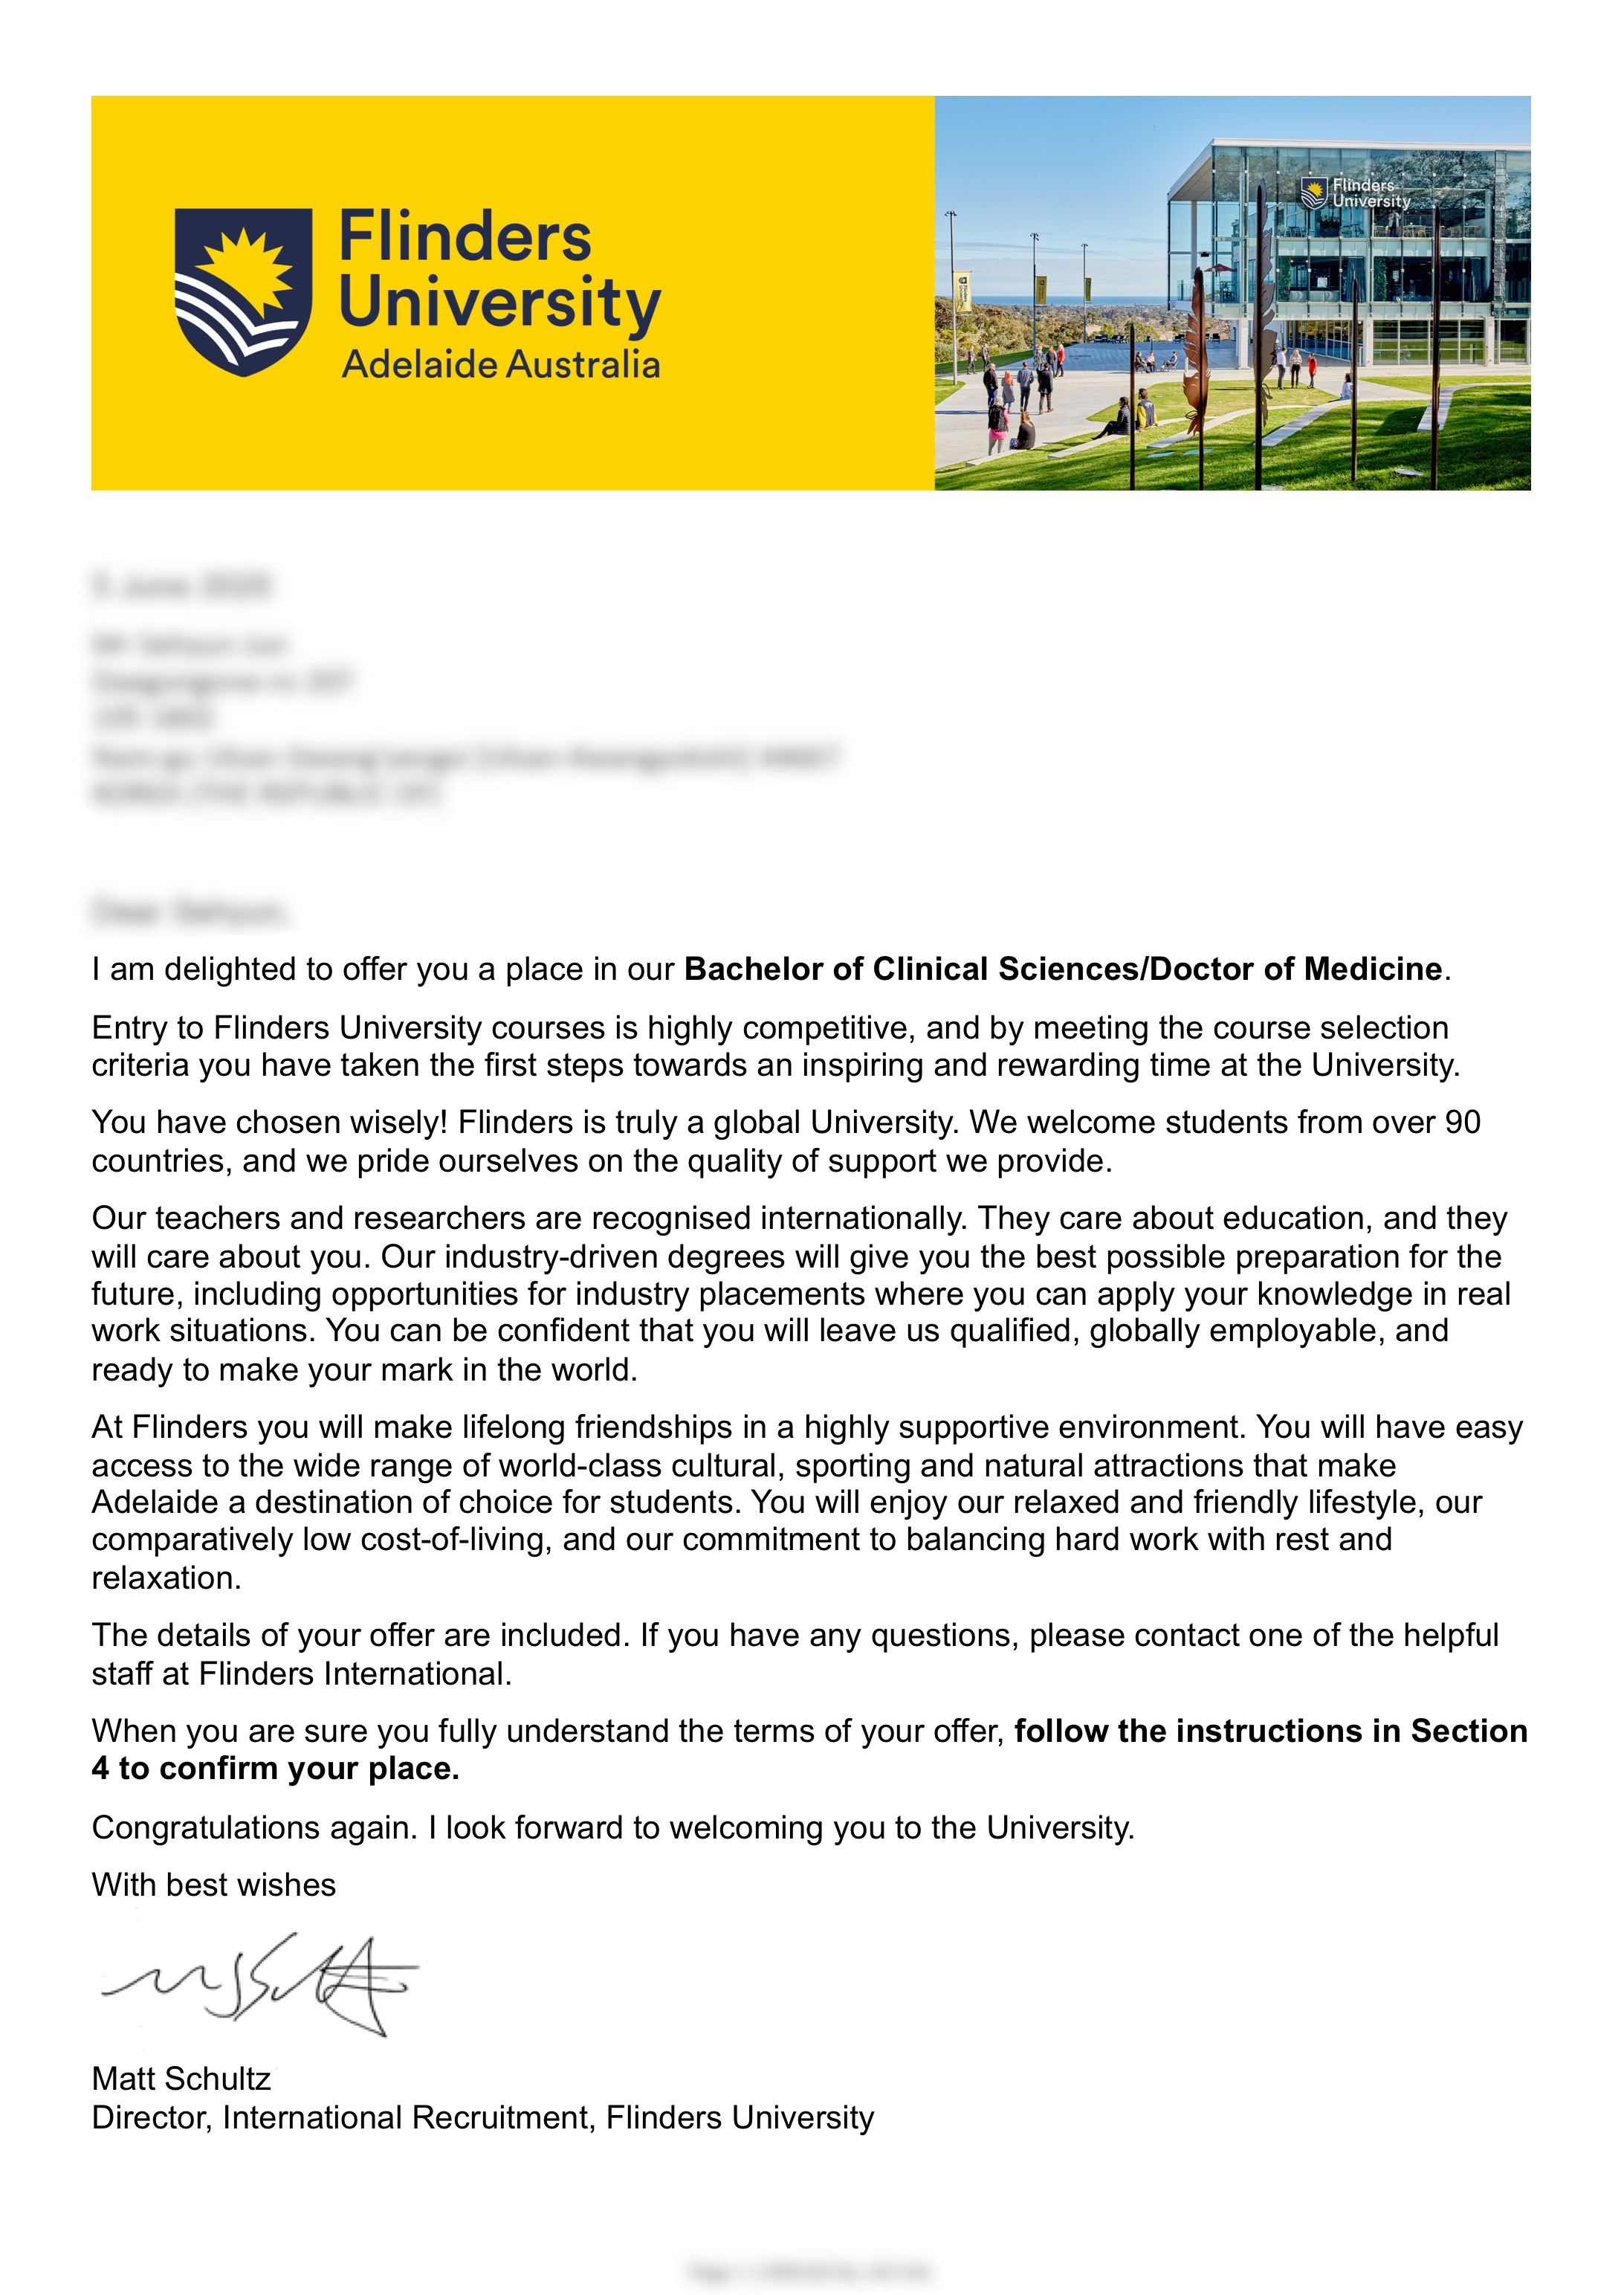 Flinders
University
Adelaide Australia
Flinders
University
I am delighted to offer you a place in our Bachelor of Clinical Sciences/Doctor of Medicine.
Entry to Flinders University courses is highly competitive, and by meeting the course selection
criteria you have taken the first steps towards an inspiring and rewarding time at the University.
You have chosen wisely! Flinders is truly a global University. We welcome students from over 90
countries, and we pride ourselves on the quality of support we provide.
Our teachers and researchers are recognised internationally. They care about education, and they
will care about you. Our industry-driven degrees will give you the best possible preparation for the
future, including opportunities for industry placements where you can apply your knowledge in real
work situations. You can be confident that you will leave us qualified, globally employable, and
ready to make your mark in the world.
At Flinders you will make lifelong friendships in a highly supportive environment. You will have easy
access to the wide range of world-class cultural, sporting and natural attractions that make
Adelaide a destination of choice for students. You will enjoy our relaxed and friendly lifestyle, our
comparatively low cost-of-living, and our commitment to balancing hard work with rest and
relaxation.
The details of your offer are included. If you have any questions, please contact one of the helpful
staff at Flinders International.
When you are sure you fully understand the terms of your offer, follow the instructions in Section
4 to confirm your place.
Congratulations again. I look forward to welcoming you to the University.
With best wishes
Matt Schultz
Director, International Recruitment, Flinders University